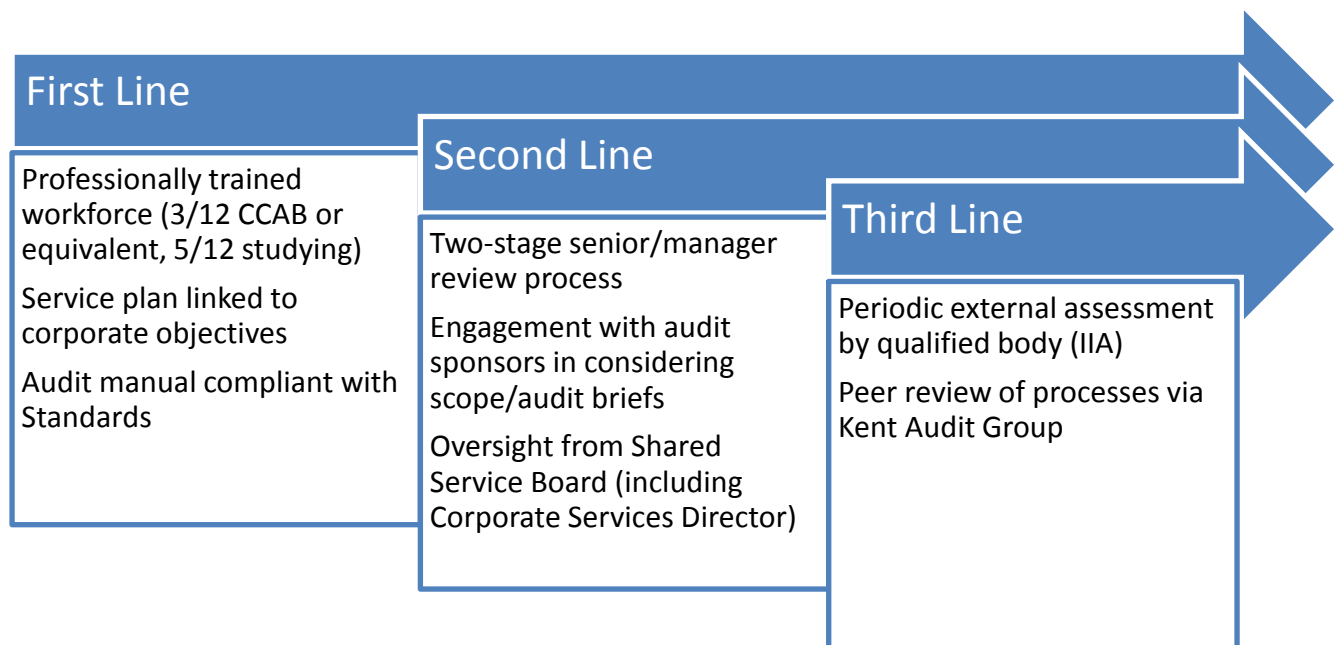 First Line
Professionally trained
workforce (3/12 CCAB or
equivalent, 5/12 studying)
Service plan linked to
corporate objectives
Audit manual compliant with
Standards
Second Line
Two-stage senior/manager
review process
Engagement with audit
sponsors in considering
scope/audit briefs
Oversight from Shared
Service Board (including
Corporate Services Director)
Third Line
Periodic external assessment
by qualified body (IIA)
Peer review of processes via
Kent Audit Group